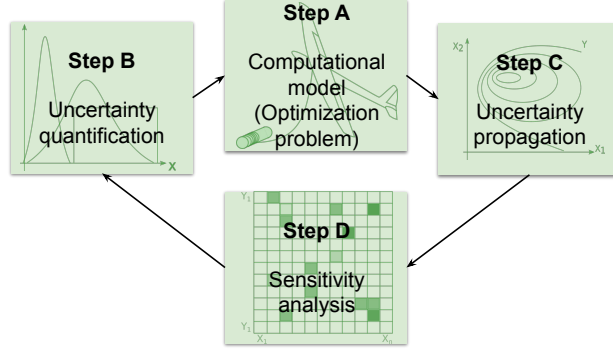 Step B
Uncertainty
quantification
X
Step A
Computational
model
(Optimization
problem)
X₂
Y
Step C
Uncertainty
propagation
X₁
Y₁
Step D
Sensitivity
analysis
Y₁
X₁
Xₙ